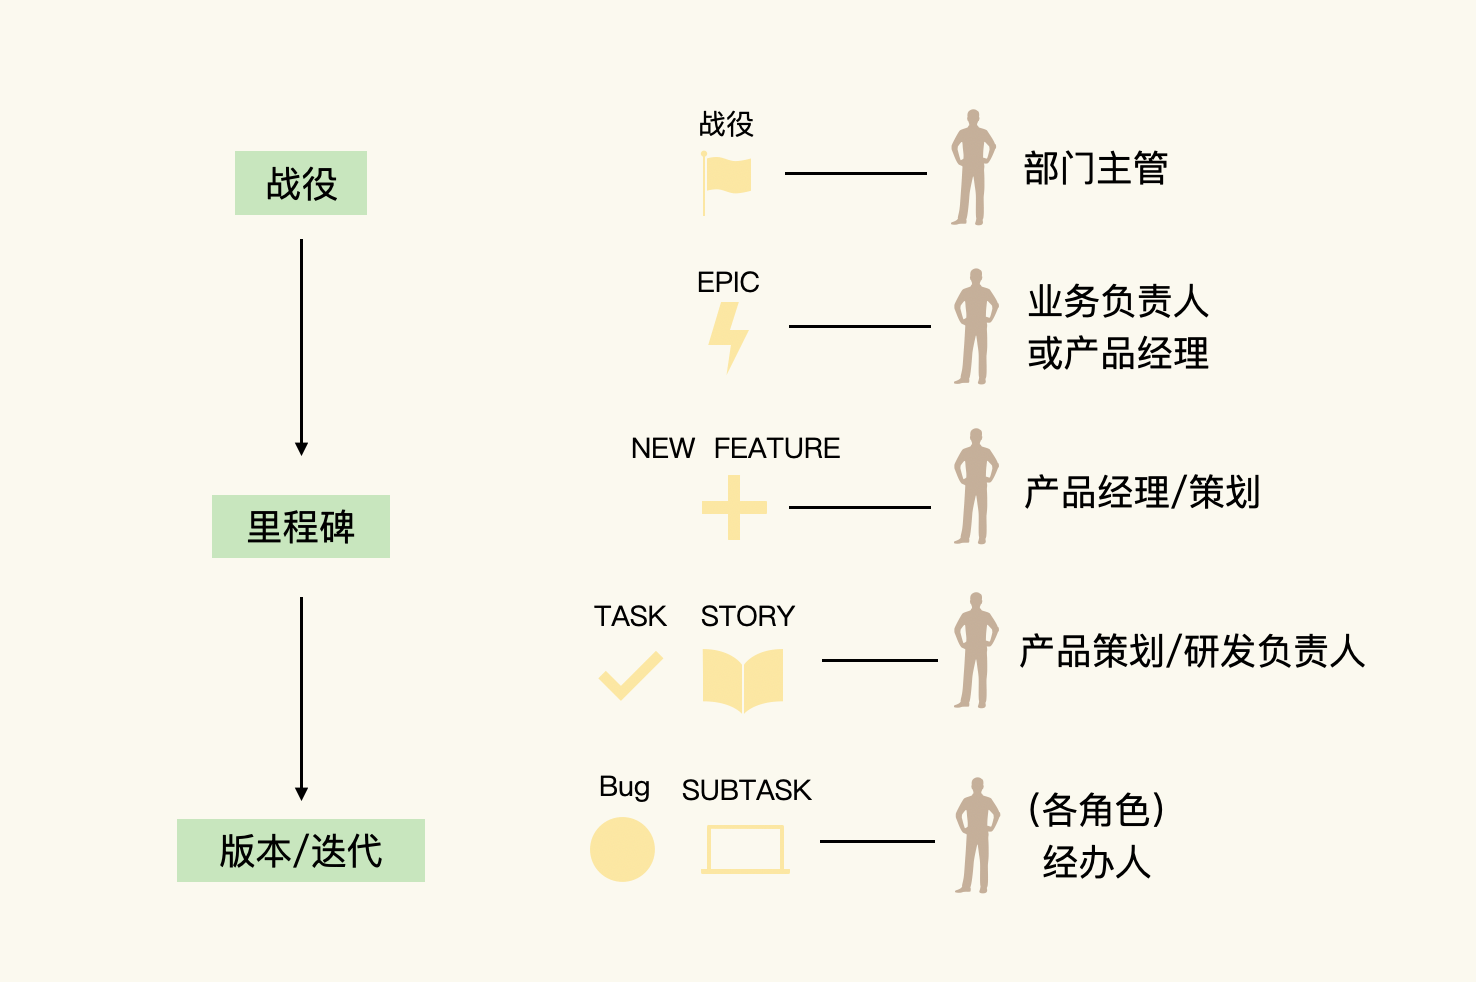 战役
里程碑
版本/迭代
战役
部门主管
EPIC
业务负责人
或产品经理
NEW FEATURE
产品经理/策划
TASK STORY
产品策划/研发负责人
Bug SUBTASK
(各角色)
经办人